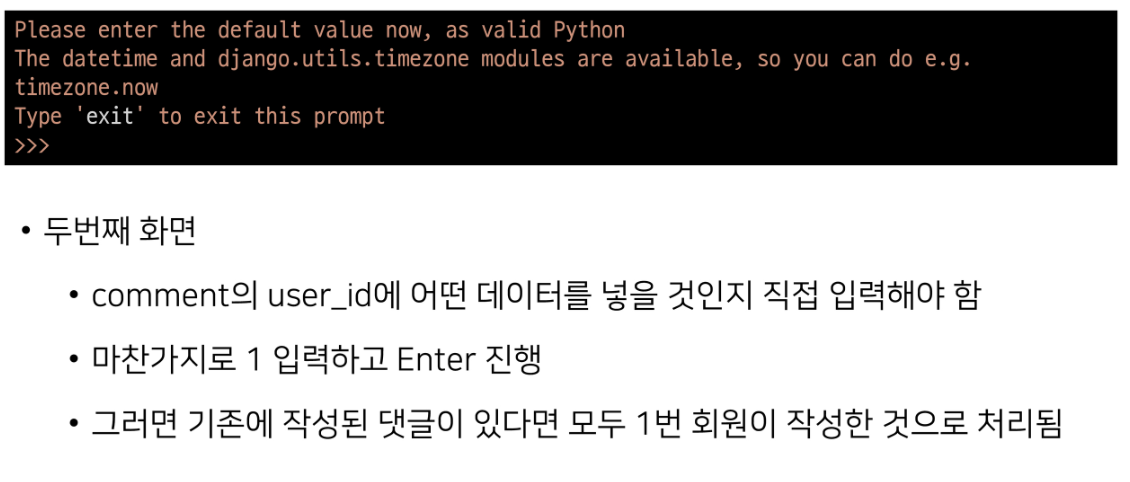 Please enter the default value now, as valid Python
The datetime and django.utils.timezone modules are available, so you can do e.g.
timezone.now
Type 'exit' to exit this prompt
>>>
• 두번째 화면
• comment의 user_id에 어떤 데이터를 넣을 것인지 직접 입력해야 함
• 마찬가지로 1 입력하고 Enter 진행
• 그러면 기존에 작성된 댓글이 있다면 모두 1번 회원이 작성한 것으로 처리됨